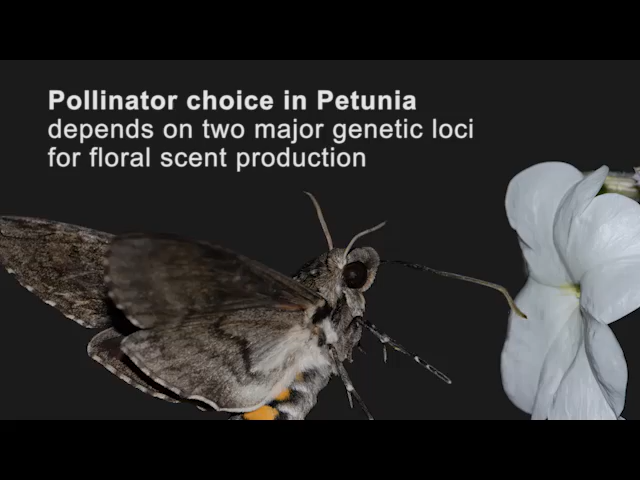 Pollinator choice in Petunia
depends on two major genetic loci
for floral scent production